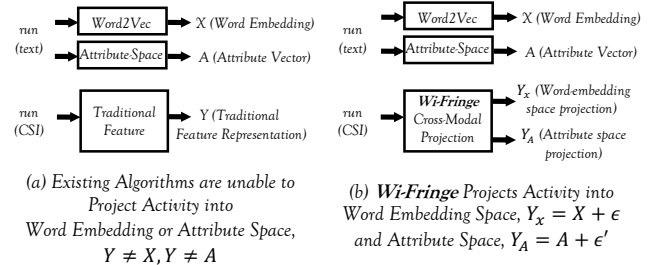 run
(text)
Word2Vec
X (Word Embedding)
Attribute-Space
A (Attribute Vector)
run
(CSI)
Traditional
Feature
Y (Traditional
Feature Representation)
(a) Existing Algorithms are unable to
Project Activity into
Word Embedding or Attribute Space,
Y ≠ X, Y ≠ A
run
(text)
Word2Vec
X (Word Embedding)
Attribute-Space
A (Attribute Vector)
run
(CSI)
Wi-Fringe
Cross-Modal
Projection
Yx (Word-embedding
space projection)
YA (Attribute space
projection)
(b) Wi-Fringe Projects Activity into
Word Embedding Space, Yx = X + ϵ
and Attribute Space, YA = A + ϵ′